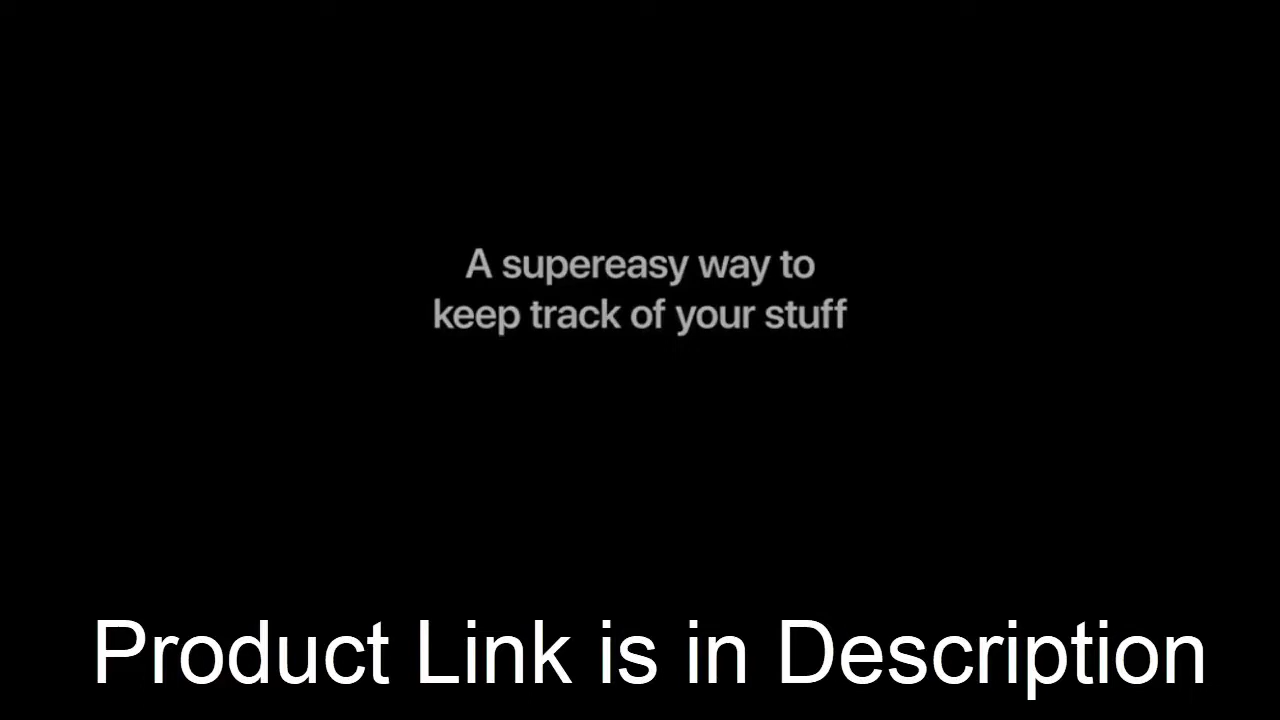 A supereasy way to
keep track of your stuff
Product Link is in Description